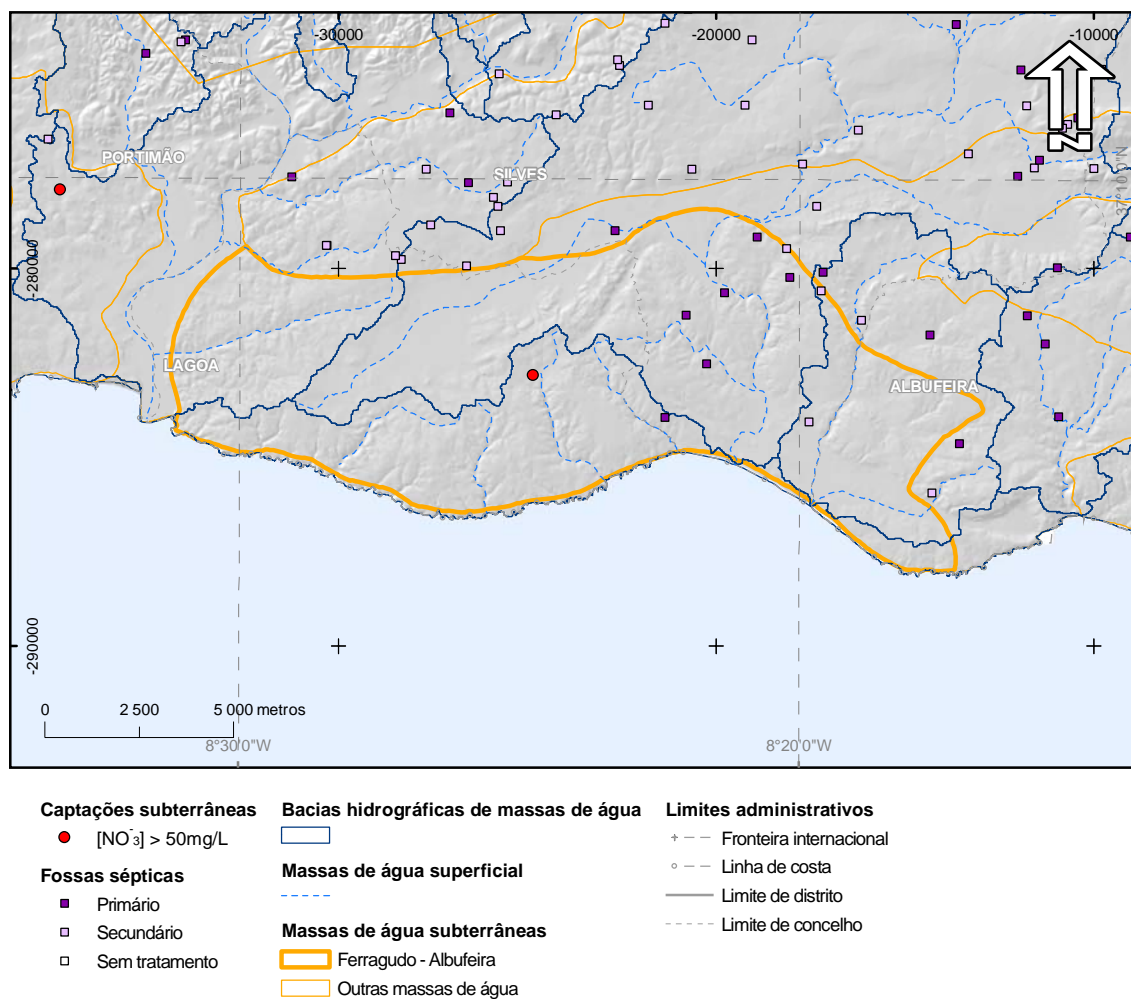 -30000
-20000
-10000
N
PORTIMÃO
SILVES
37°10'0"N
-280000
LAGOA
ALBUFEIRA
-290000
0 2 500 5 000 metros
8°30'0"W
8°20'0"W
Captações subterrâneas
[NO₃⁻] > 50mg/L
Fossas sépticas
Primário
Secundário
Sem tratamento
Bacias hidrográficas de massas de água
Massas de água superficial
Massas de água subterrâneas
Ferragudo - Albufeira
Outras massas de água
Limites administrativos
Fronteira internacional
Linha de costa
Limite de distrito
Limite de concelho